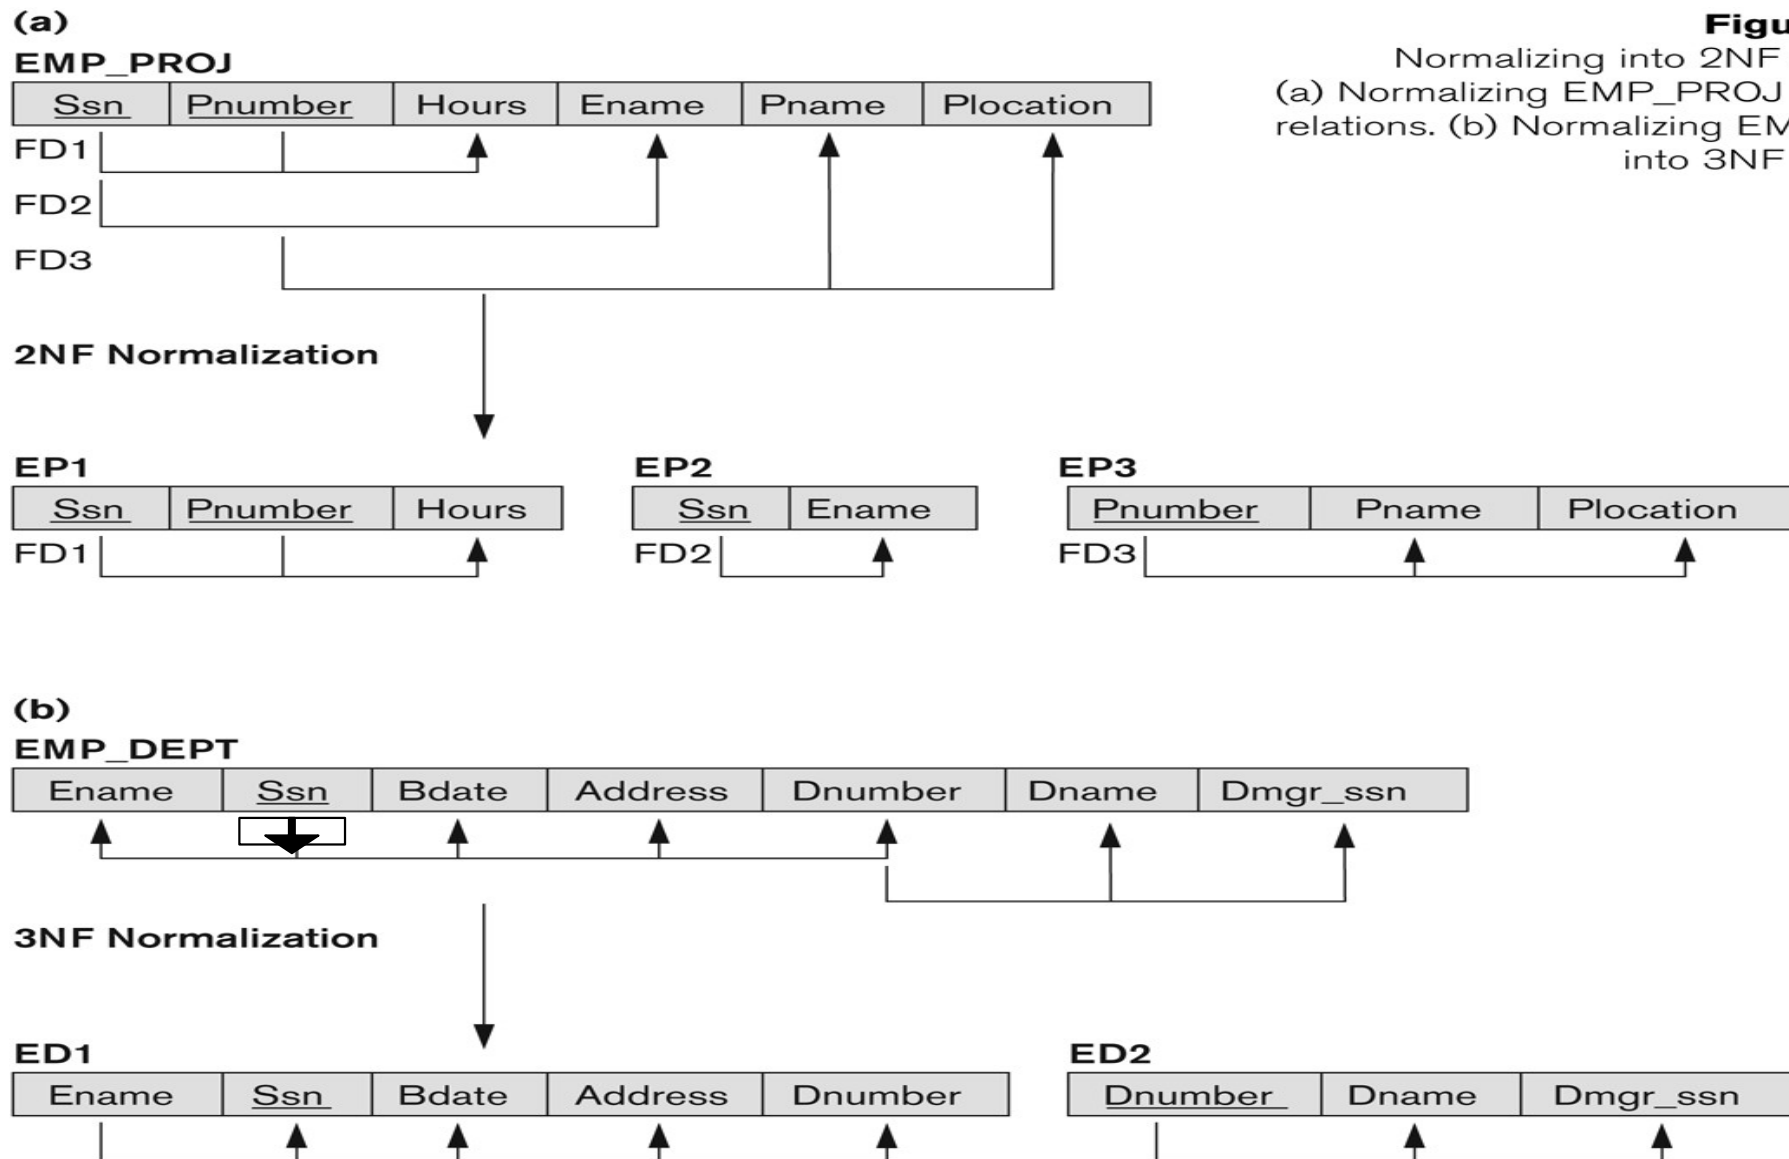 (a)
EMP_PROJ
Ssn Pnumber Hours Ename Pname Plocation
FD1
FD2
FD3
Figu
Normalizing into 2NF
(a) Normalizing EMP_PROJ
relations. (b) Normalizing EM
into 3NF
2NF Normalization
EP1
Ssn Pnumber Hours
FD1
EP2
Ssn Ename
FD2
EP3
Pnumber Pname Plocation
FD3
(b)
EMP_DEPT
Ename Ssn Bdate Address Dnumber Dname Dmgr_ssn
3NF Normalization
ED1
Ename Ssn Bdate Address Dnumber
ED2
Dnumber Dname Dmgr_ssn